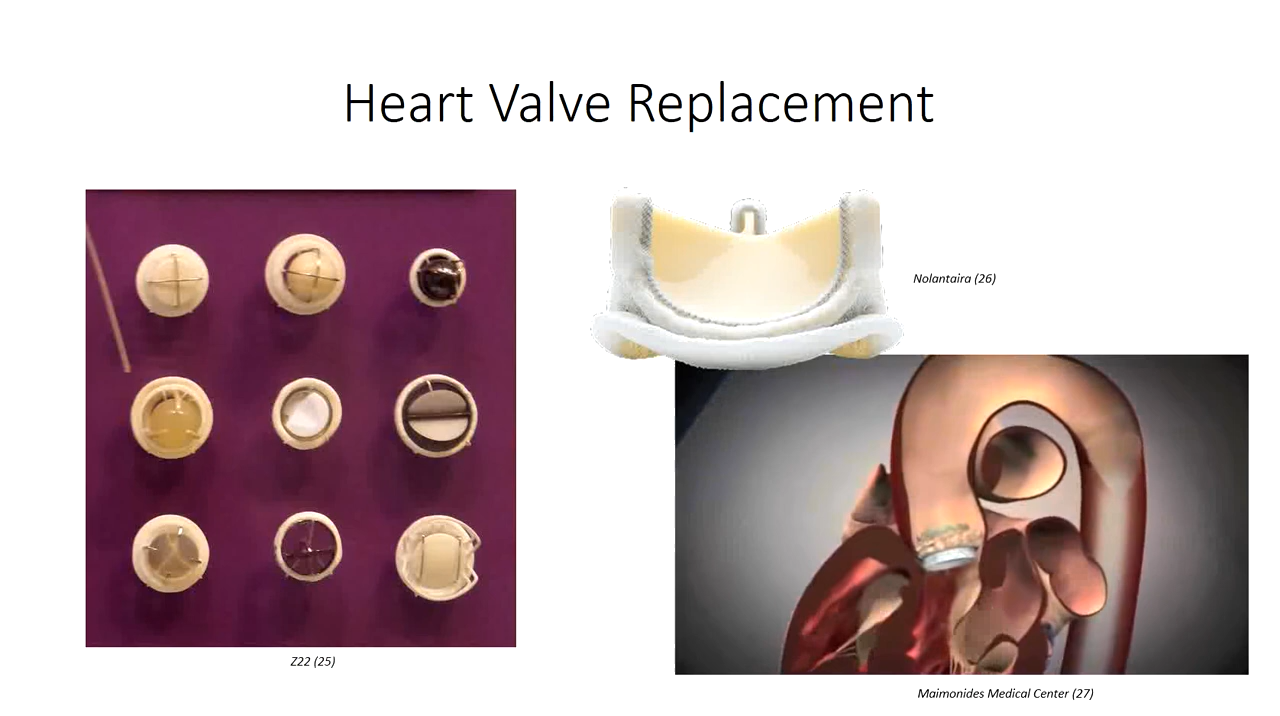 Heart Valve Replacement
Nolantaira (26)
Z22 (25)
Maimonides Medical Center (27)